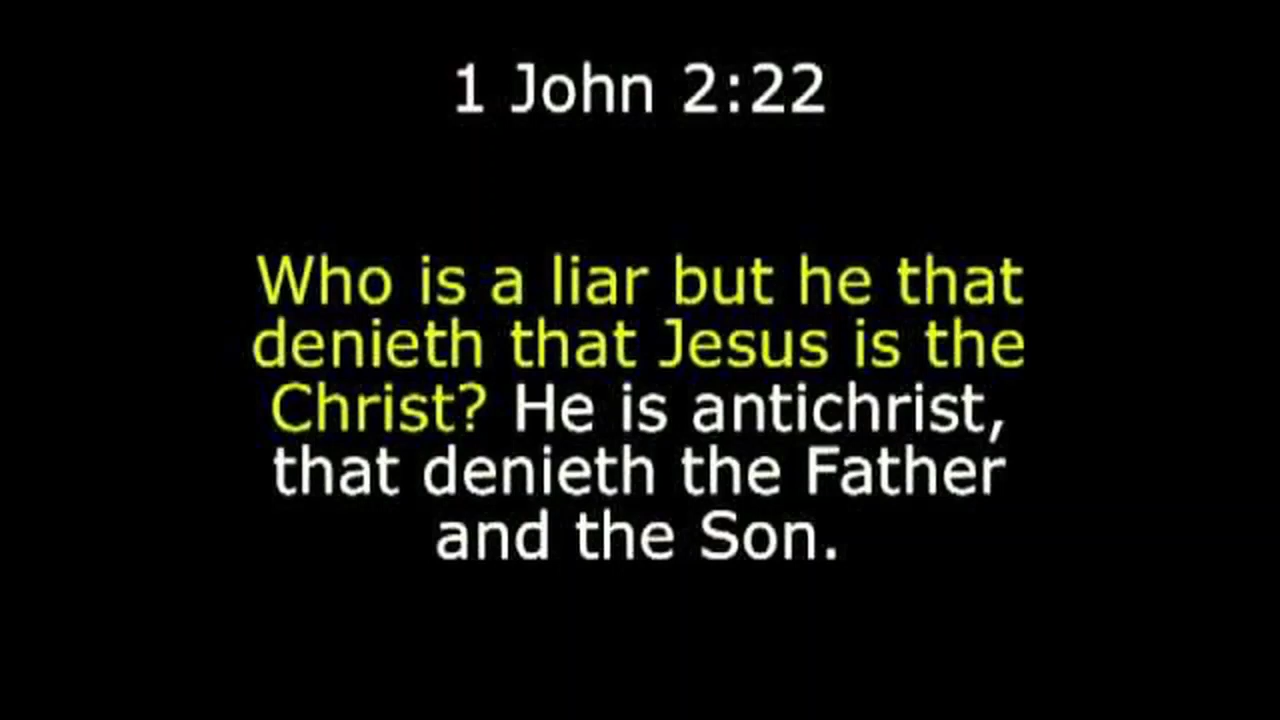 1 John 2:22
Who is a liar but he that
denieth that Jesus is the
Christ? He is antichrist,
that denieth the Father
and the Son.